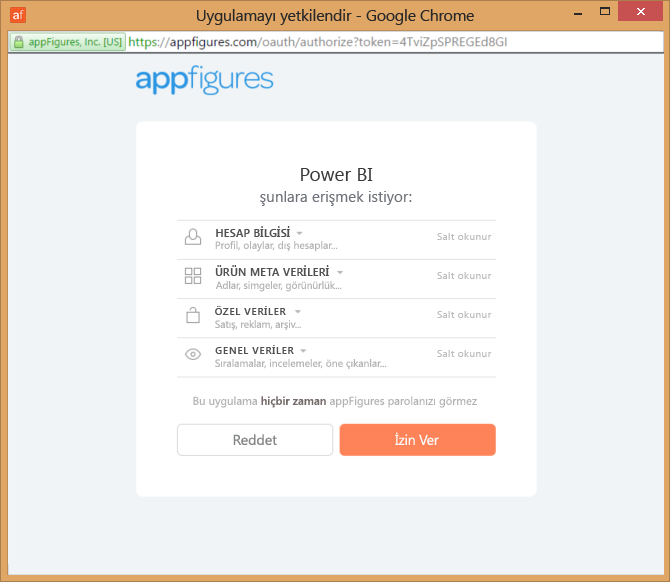 af Uygulamayı yetkilendir - Google Chrome
appFigures, Inc. [US] https://appfigures.com/oauth/authorize?token=4TviZpSPREGEd8GI
appfigures
Power BI
şunlara erişmek istiyor:
HESAP BİLGİSİ
Salt okunur
Profil, olaylar, dış hesaplar...
ÜRÜN META VERİLERİ
Salt okunur
Adlar, simgeler, görünürlük...
ÖZEL VERİLER
Salt okunur
Satış, reklam, arşiv...
GENEL VERİLER
Salt okunur
Sıralamalar, incelemeler, öne çıkanlar...
Bu uygulama hiçbir zaman appFigures parolanızı görmez
Reddet
İzin Ver